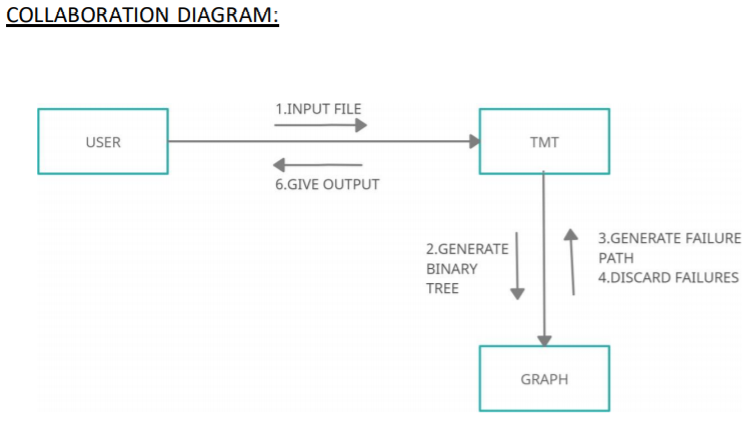 COLLABORATION DIAGRAM:
1.INPUT FILE
USER
TMT
6.GIVE OUTPUT
2.GENERATE
BINARY
TREE
3.GENERATE FAILURE
PATH
4.DISCARD FAILURES
GRAPH